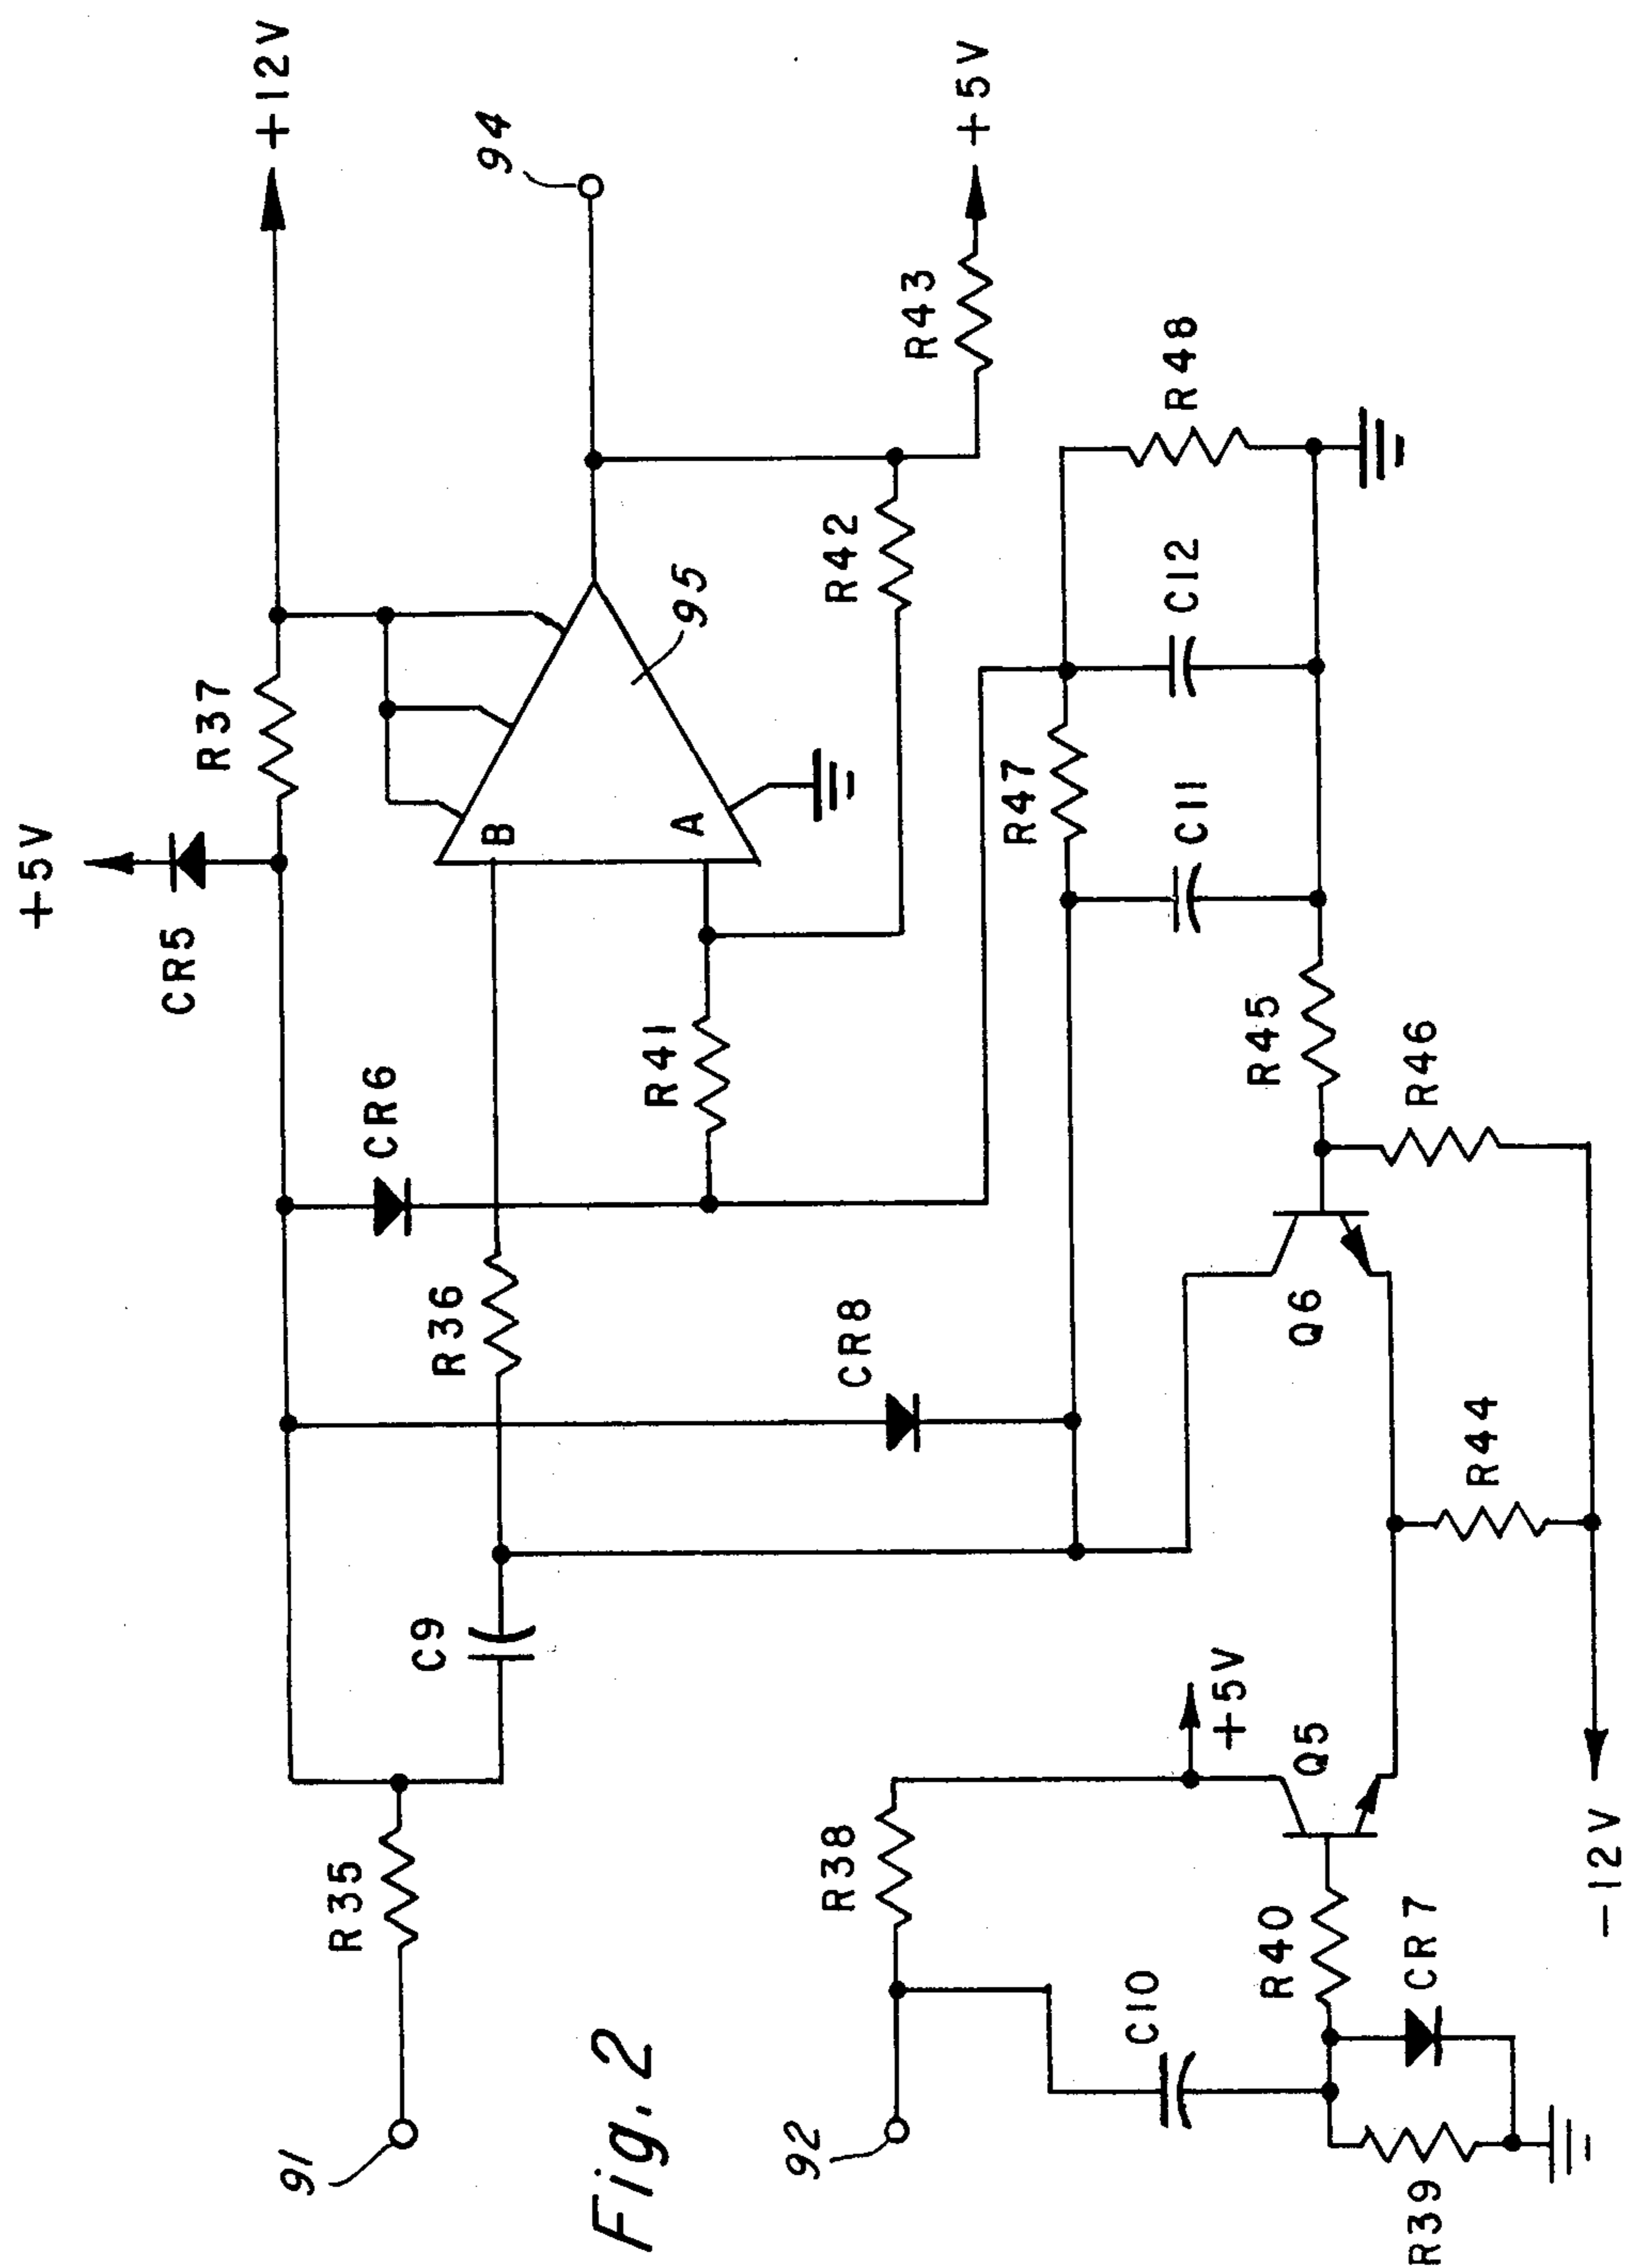 +5V
+12V
CR5
R37
94
CR6
B
A
95
+5V
R43
R35
C9
R36
R41
R42
91
CR8
R47
C11
C12
R48
Fig. 2
92
R38
+5V
C10
R45
Q6
R46
R40
Q5
R44
CR7
R39
-12V